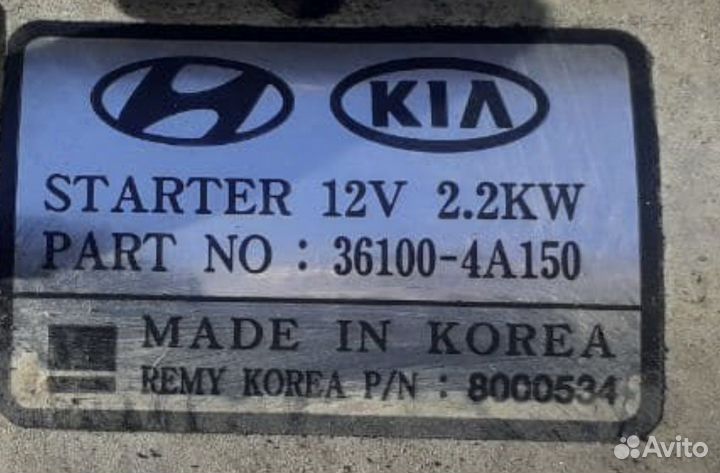 KIA
STARTER 12V 2.2KW
PART NO : 36100-4A150
MADE IN KOREA
REMY KOREA P/N : 8000534
Avito